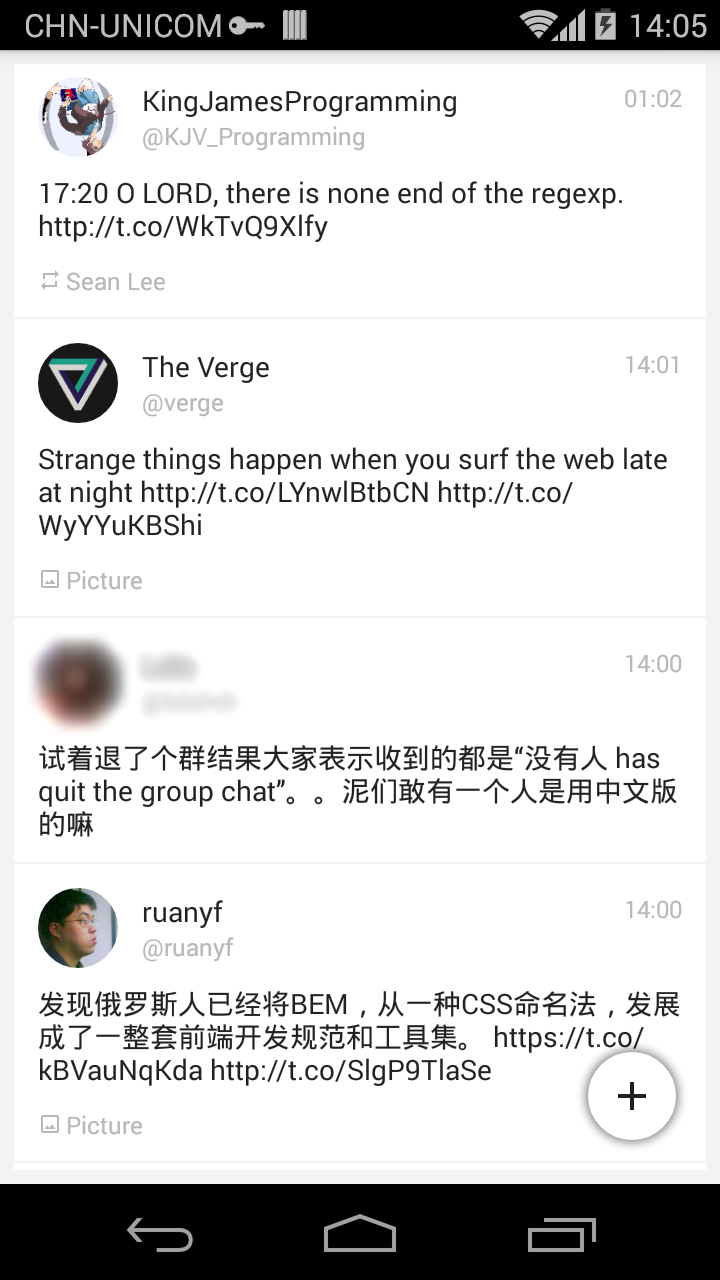 CHN-UNICOM 14:05
KingJamesProgramming 01:02
@KJV_Programming
17:20 O LORD, there is none end of the regexp.
http://t.co/WkTvQ9Xlfy
Sean Lee
The Verge 14:01
@verge
Strange things happen when you surf the web late
at night http://t.co/LYnwlBtbCN http://t.co/
WyYYuKBShi
Picture
14:00
试着退了个群结果大家表示收到的都是“没有人 has
quit the group chat”。。泥们敢有一个人是用中文版
的嘛
ruanyf 14:00
@ruanyf
发现俄罗斯人已经将BEM，从一种CSS命名法，发展
成了一整套前端开发规范和工具集。 https://t.co/
kBVauNqKda http://t.co/SlgP9TlaSe
Picture